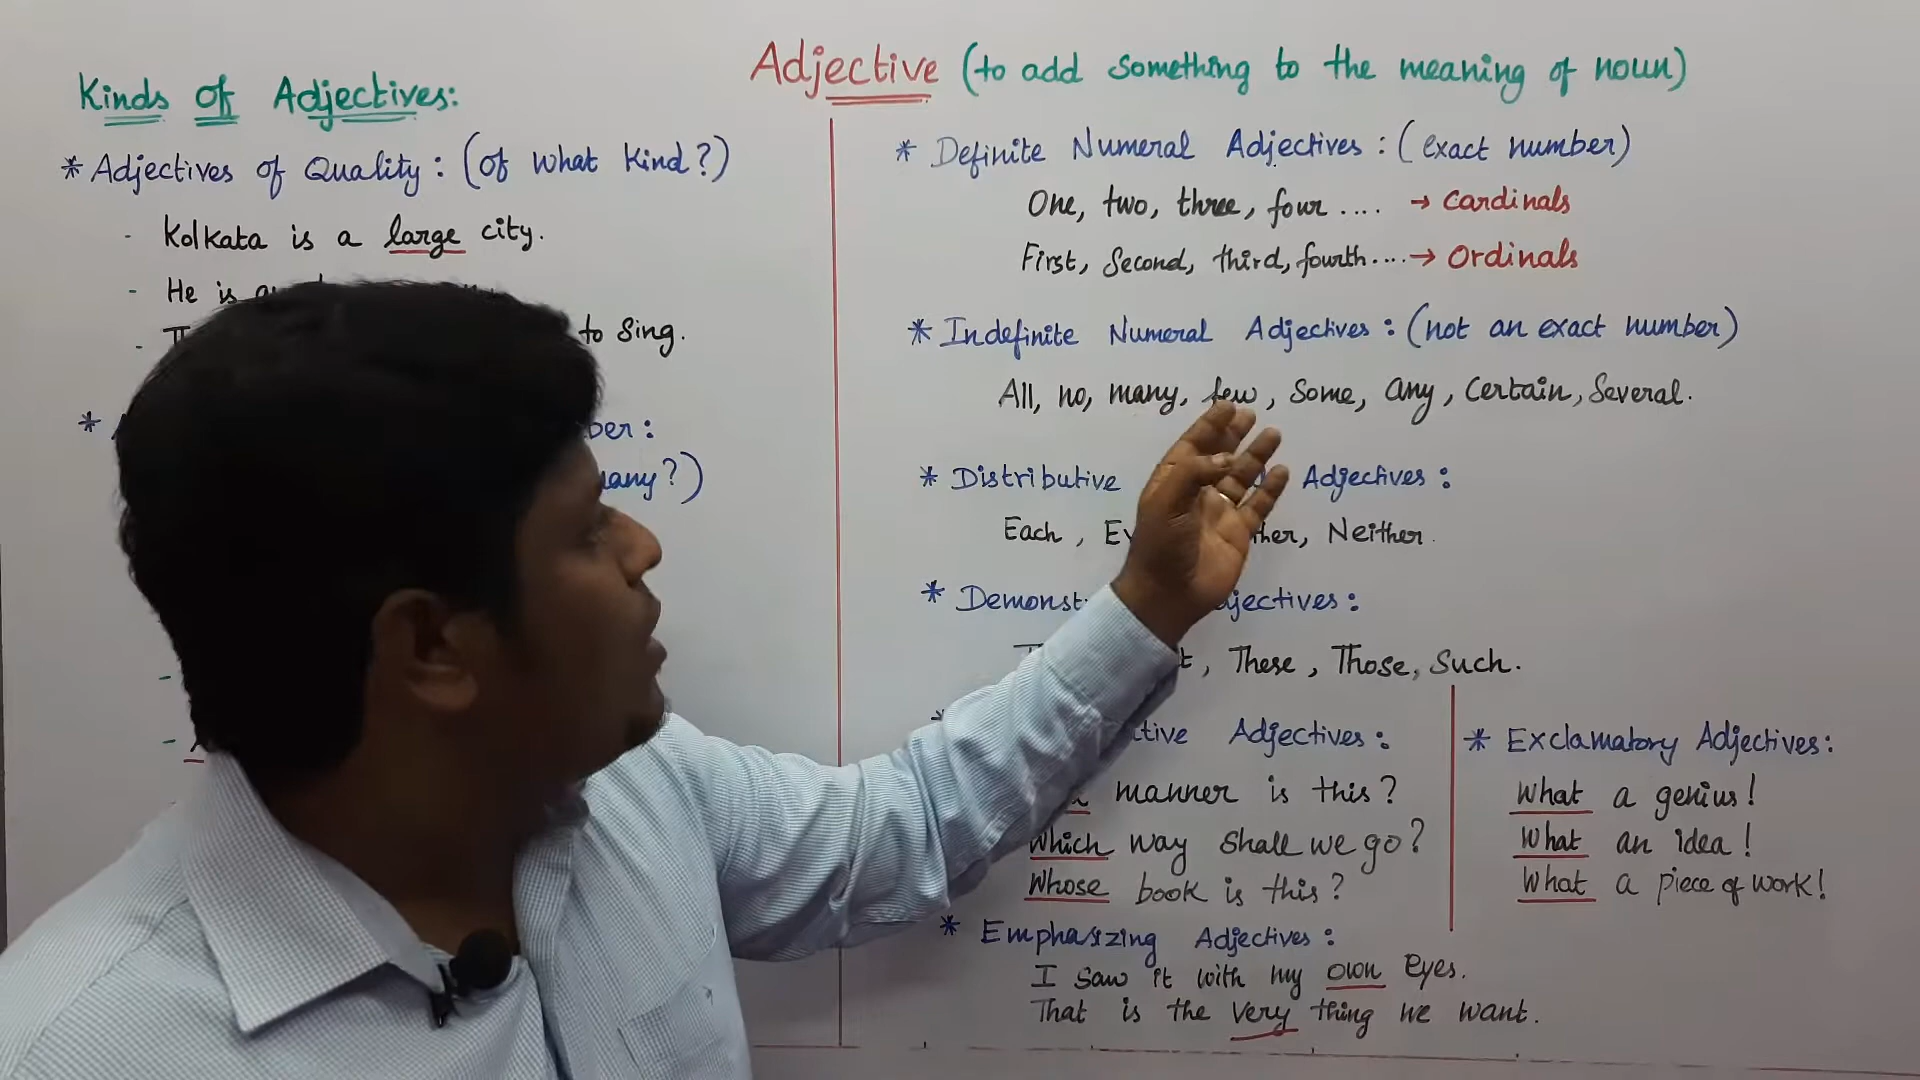 Adjective (to add something to the meaning of noun)
Kinds of Adjectives:
* Adjectives of Quality: (of what kind?)
- Kolkata is a large city.
- He is
to sing.
*
many?)
* Definite Numeral Adjectives: (exact number)
One, two, three, four .... → Cardinals
First, Second, third, fourth.... → Ordinals
* Indefinite Numeral Adjectives: (not an exact number)
All, no, many, few, Some, any, Certain, Several.
* Distributive Adjectives:
Each, Neither.
* Adjectives:
These, Those, Such.
* Adjectives:
manner is this?
Which way shall we go?
Whose book is this?
* Exclamatory Adjectives:
What a genius!
What an idea!
What a piece of work!
* Emphasizing Adjectives:
I saw it with my own eyes.
That is the very thing we want.